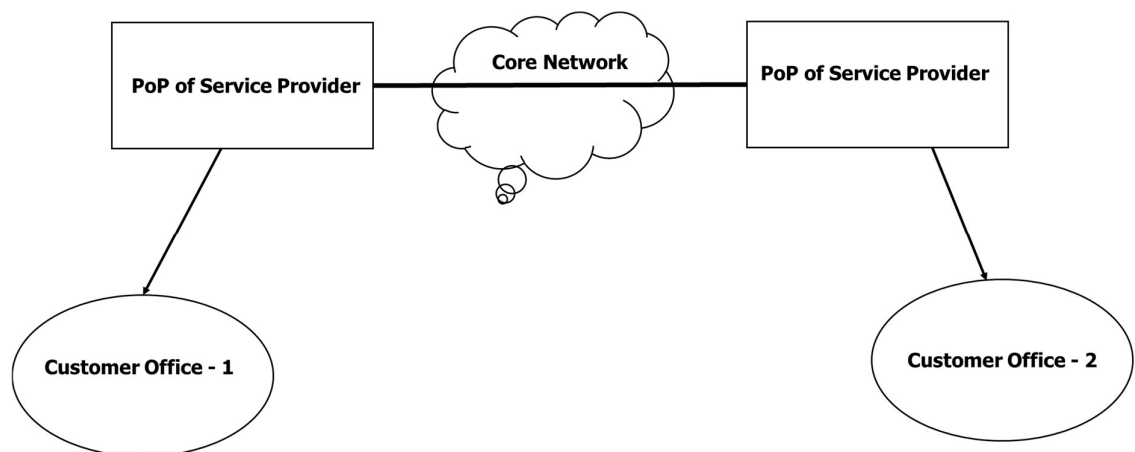 Core Network
PoP of Service Provider
PoP of Service Provider
Customer Office - 1
Customer Office - 2